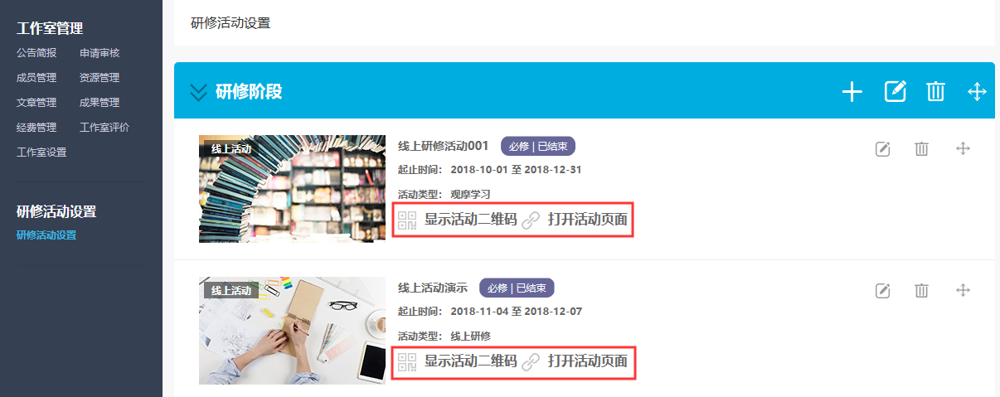 工作室管理
公告简报 申请审核
成员管理 资源管理
文章管理 成果管理
经费管理 工作室评价
工作室设置
研修活动设置
研修活动设置
研修活动设置
研修阶段
线上活动
线上研修活动001 必修 | 已结束
起止时间： 2018-10-01 至 2018-12-31
活动类型： 观摩学习
显示活动二维码 打开活动页面
线上活动
线上活动演示 必修 | 已结束
起止时间： 2018-11-04 至 2018-12-07
活动类型： 线上研修
显示活动二维码 打开活动页面